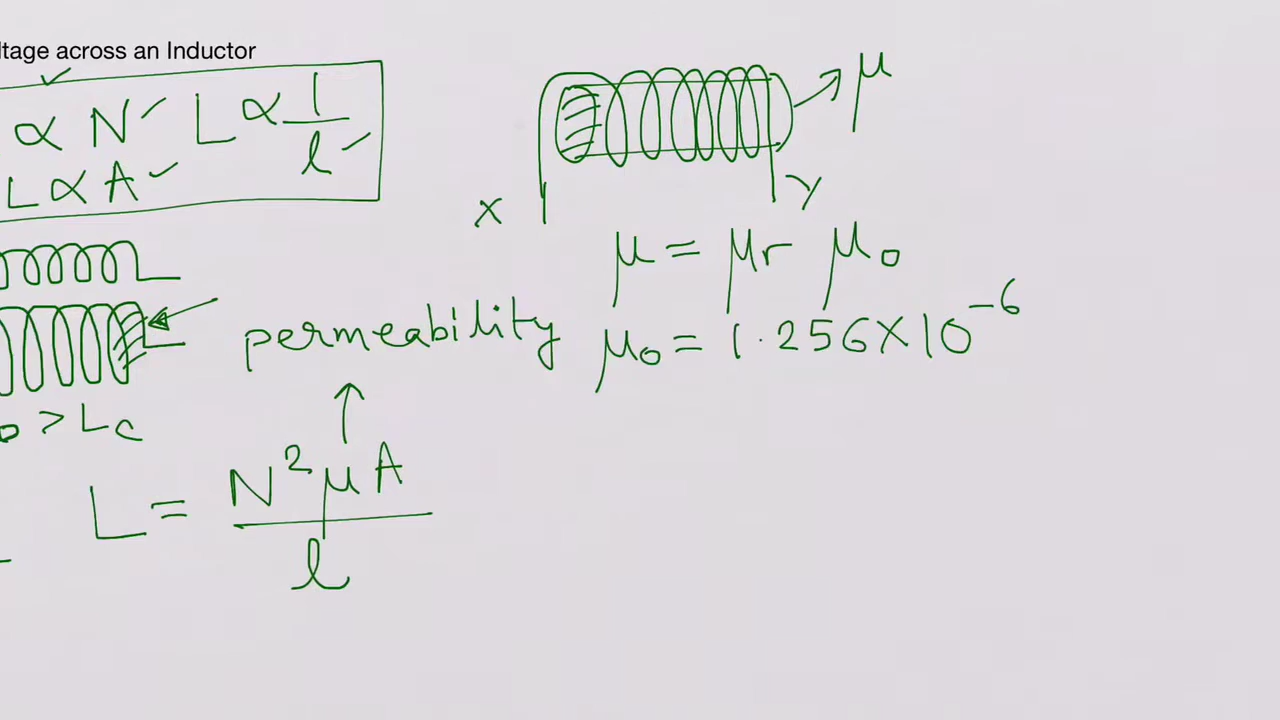 ltage across an Inductor
∝ N L ∝ 1/l
L ∝ A
μ
x y
μ = μr μo
permeability
μo = 1.256×10⁻⁶
> Lc
L = N²μA/l